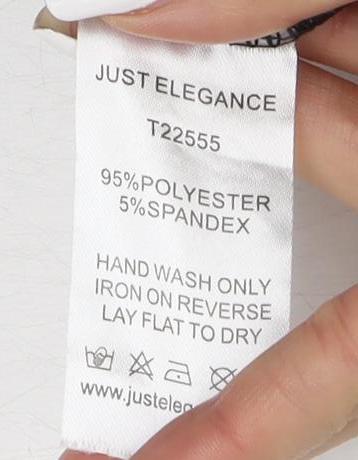 JUST ELEGANCE
T22555
95%POLYESTER
5%SPANDEX
HAND WASH ONLY
IRON ON REVERSE
LAY FLAT TO DRY